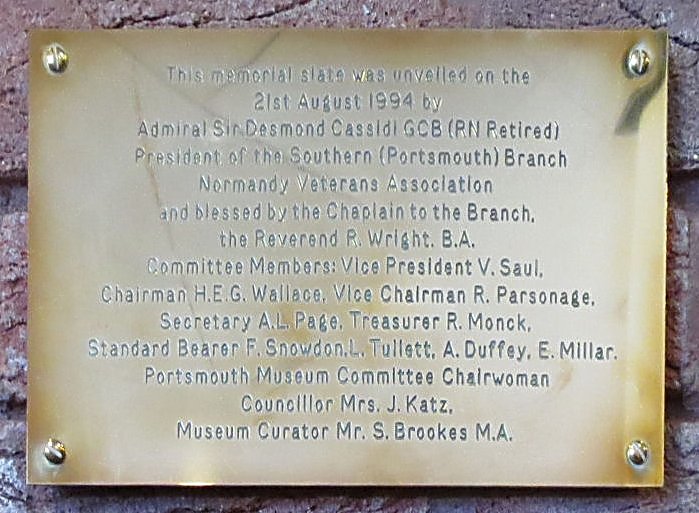 This memorial slate was unveiled on the
21st August 1994 by
Admiral Sir Desmond Cassidi GCB (RN Retired)
President of the Southern (Portsmouth) Branch
Normandy Veterans Association
and blessed by the Chaplain to the Branch,
the Reverend R. Wright. B.A.
Committee Members: Vice President V. Saul,
Chairman H.E.G. Wallace, Vice Chairman R. Parsonage,
Secretary A.L. Page, Treasurer R. Monck,
Standard Bearer F. Snowdon.L. Tullett, A. Duffey, E. Millar.
Portsmouth Museum Committee Chairwoman
Councillor Mrs. J. Katz,
Museum Curator Mr. S. Brookes M.A.